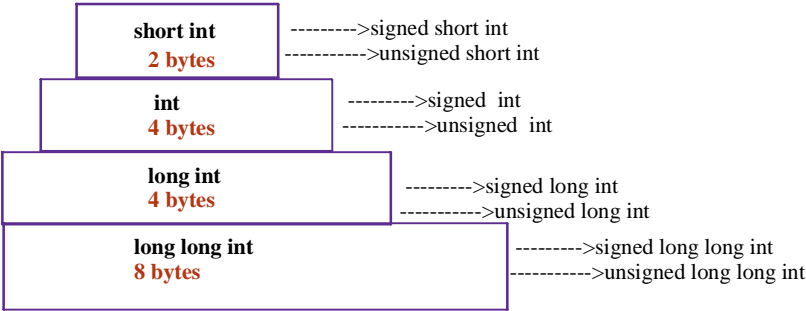 short int --------->signed short int
2 bytes ----------->unsigned short int
int --------->signed  int
4 bytes ----------->unsigned  int
long int --------->signed long int
4 bytes ----------->unsigned long int
long long int --------->signed long long int
8 bytes ----------->unsigned long long int